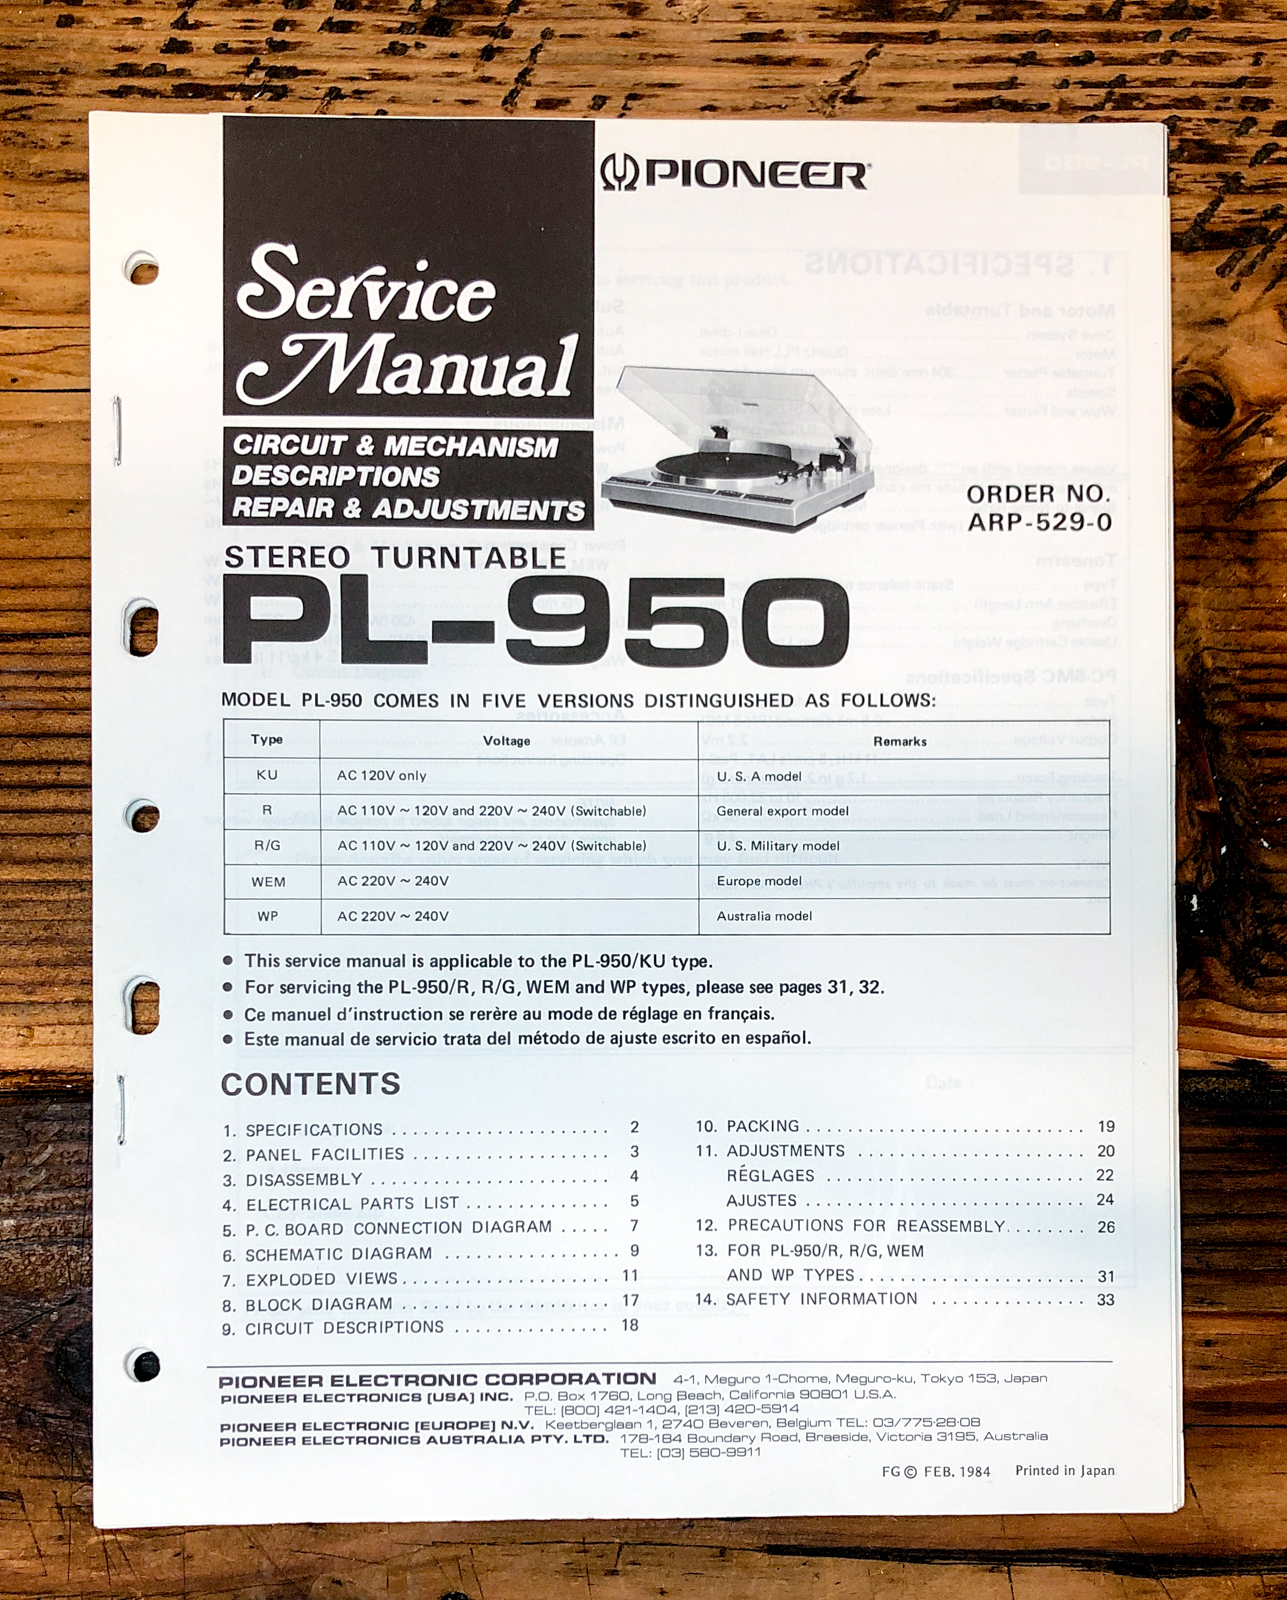 PIONEER®
Service
Manual
CIRCUIT & MECHANISM
DESCRIPTIONS
REPAIR & ADJUSTMENTS
ORDER NO.
ARP-529-0
STEREO TURNTABLE
PL-950
MODEL PL-950 COMES IN FIVE VERSIONS DISTINGUISHED AS FOLLOWS:
Type Voltage Remarks
KU AC 120V only U. S. A model
R AC 110V ~ 120V and 220V ~ 240V (Switchable) General export model
R/G AC 110V ~ 120V and 220V ~ 240V (Switchable) U. S. Military model
WEM AC 220V ~ 240V Europe model
WP AC 220V ~ 240V Australia model
● This service manual is applicable to the PL-950/KU type.
● For servicing the PL-950/R, R/G, WEM and WP types, please see pages 31, 32.
● Ce manuel d'instruction se rerère au mode de réglage en français.
● Este manual de servicio trata del método de ajuste escrito en español.
CONTENTS
1. SPECIFICATIONS . . . . . . . . . . . . . . . . . . . . . 2
2. PANEL FACILITIES . . . . . . . . . . . . . . . . . . . 3
3. DISASSEMBLY . . . . . . . . . . . . . . . . . . . . . . . 4
4. ELECTRICAL PARTS LIST . . . . . . . . . . . . . . 5
5. P. C. BOARD CONNECTION DIAGRAM . . . . . 7
6. SCHEMATIC DIAGRAM . . . . . . . . . . . . . . . . . 9
7. EXPLODED VIEWS . . . . . . . . . . . . . . . . . . . . 11
8. BLOCK DIAGRAM . . . . . . . . . . . . . . . . . . . . 17
9. CIRCUIT DESCRIPTIONS . . . . . . . . . . . . . . . 18
10. PACKING . . . . . . . . . . . . . . . . . . . . . . . . . . . 19
11. ADJUSTMENTS . . . . . . . . . . . . . . . . . . . . . . 20
RÉGLAGES . . . . . . . . . . . . . . . . . . . . . . . . . 22
AJUSTES . . . . . . . . . . . . . . . . . . . . . . . . . . . 24
12. PRECAUTIONS FOR REASSEMBLY. . . . . . . . 26
13. FOR PL-950/R, R/G, WEM
AND WP TYPES. . . . . . . . . . . . . . . . . . . . . . 31
14. SAFETY INFORMATION . . . . . . . . . . . . . . . 33
PIONEER ELECTRONIC CORPORATION 4-1, Meguro 1-Chome, Meguro-ku, Tokyo 153, Japan
PIONEER ELECTRONICS [USA] INC. P.O. Box 1760, Long Beach, California 90801 U.S.A.
TEL: [800] 421-1404, [213] 420-5914
PIONEER ELECTRONIC [EUROPE] N.V. Keetberglaan 1, 2740 Beveren, Belgium TEL: 03/775·28·08
PIONEER ELECTRONICS AUSTRALIA PTY. LTD. 178-184 Boundary Road, Braeside, Victoria 3195, Australia
TEL: [03] 580-9911
FG © FEB. 1984 Printed in Japan